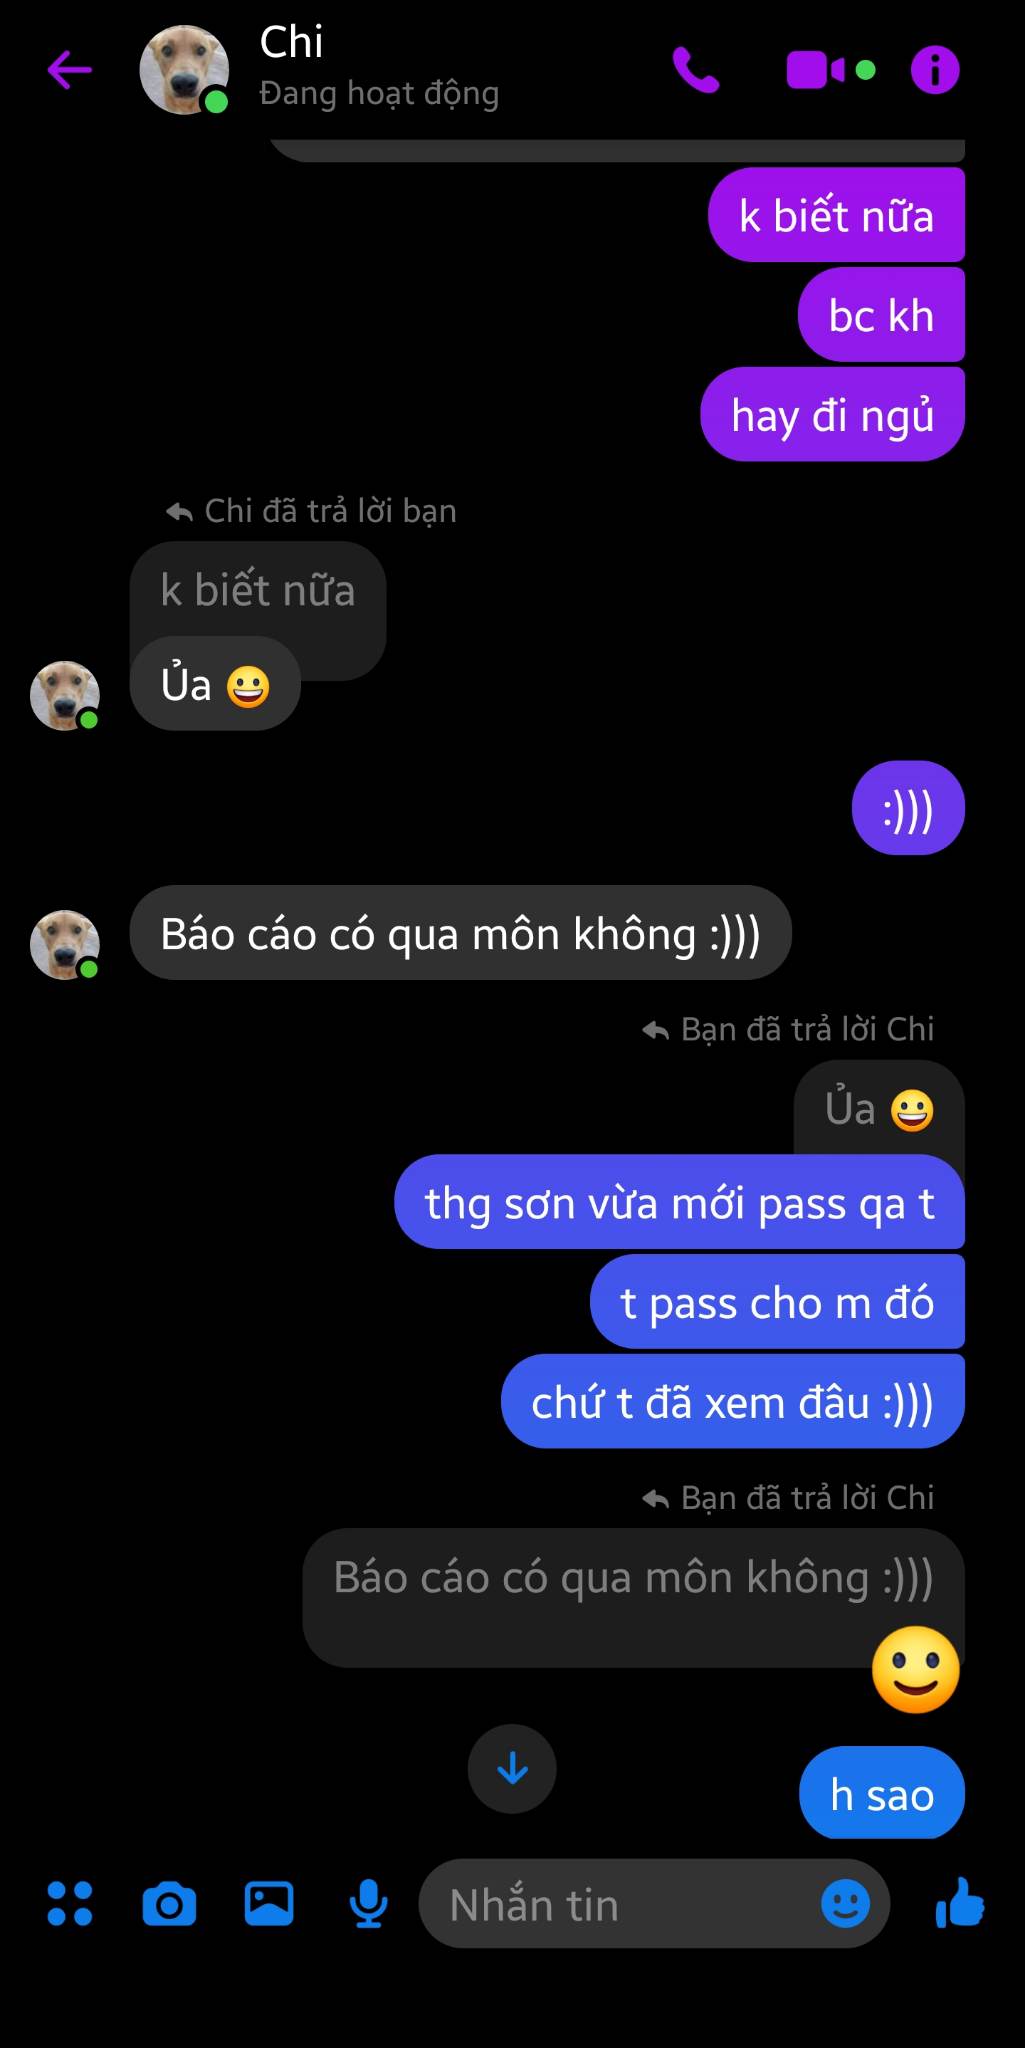 Chi
Đang hoạt động
k biết nữa
bc kh
hay đi ngủ
Chi đã trả lời bạn
k biết nữa
Ủa 😀
:)))
Báo cáo có qua môn không :)))
Bạn đã trả lời Chi
Ủa 😀
thg sơn vừa mới pass qa t
t pass cho m đó
chứ t đã xem đâu :)))
Bạn đã trả lời Chi
Báo cáo có qua môn không :)))
🙂
h sao
Nhắn tin